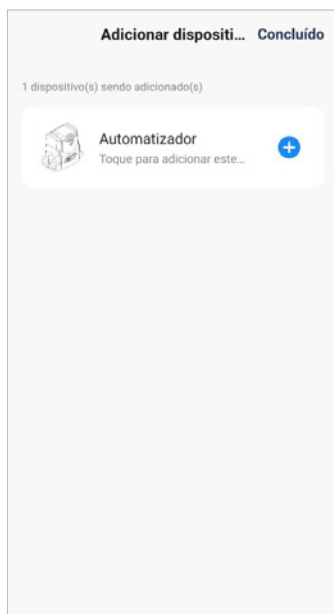 Adicionar dispositi... Concluído
1 dispositivo(s) sendo adicionado(s)
Automatizador
Toque para adicionar este...